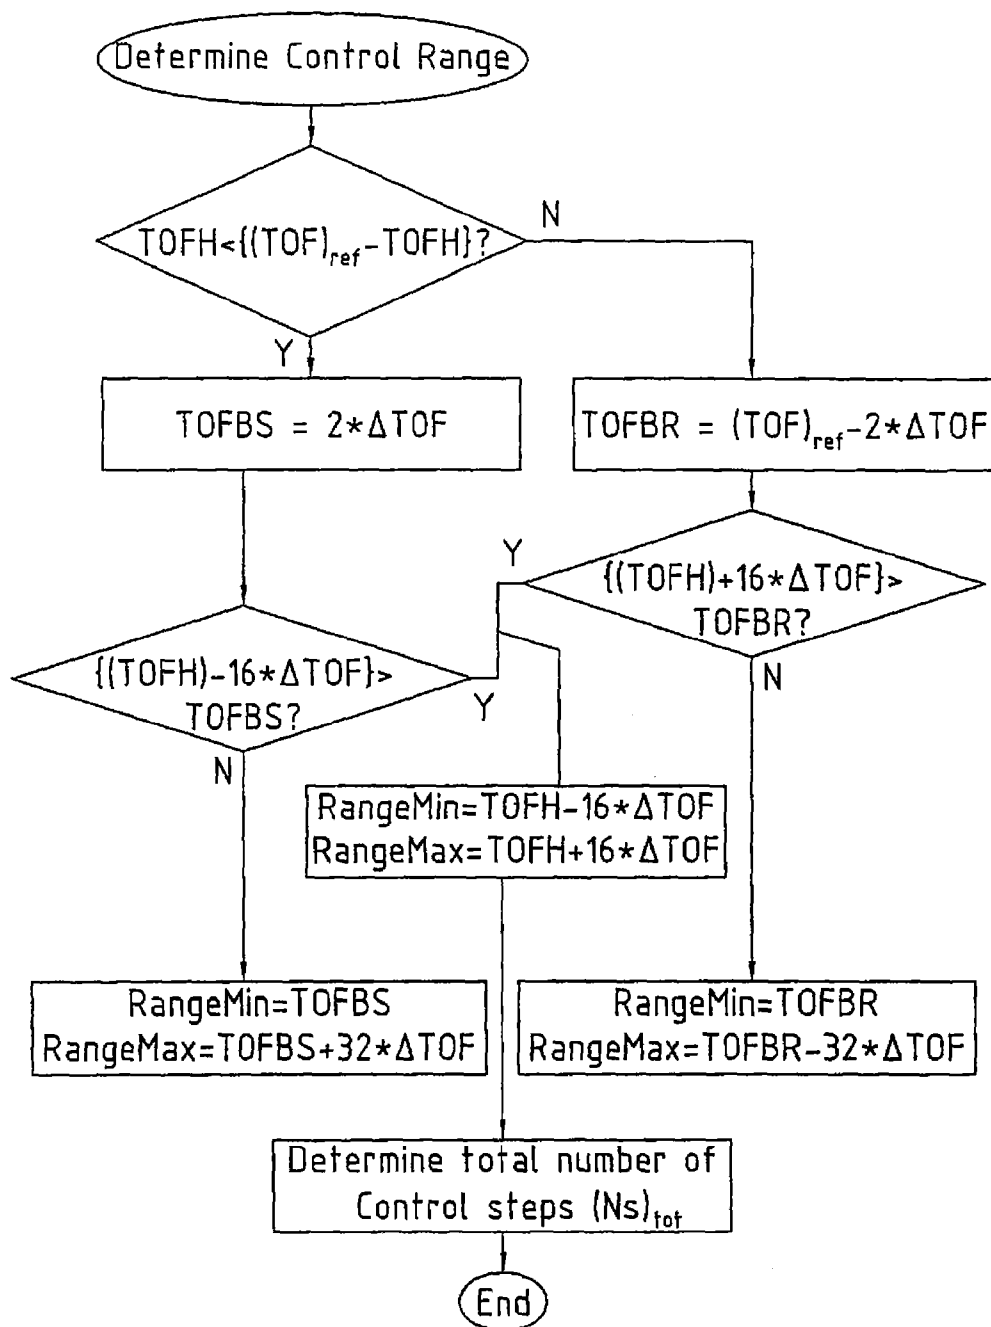 Determine Control Range
TOFH<{(TOF)ref-TOFH}?
N
Y
TOFBS = 2*ΔTOF
TOFBR = (TOF)ref-2*ΔTOF
Y
{(TOFH)+16*ΔTOF}>
TOFBR?
{(TOFH)-16*ΔTOF}>
TOFBS?
Y
N
N
RangeMin=TOFH-16*ΔTOF
RangeMax=TOFH+16*ΔTOF
RangeMin=TOFBS
RangeMax=TOFBS+32*ΔTOF
RangeMin=TOFBR
RangeMax=TOFBR-32*ΔTOF
Determine total number of
Control steps (Ns)tot
End